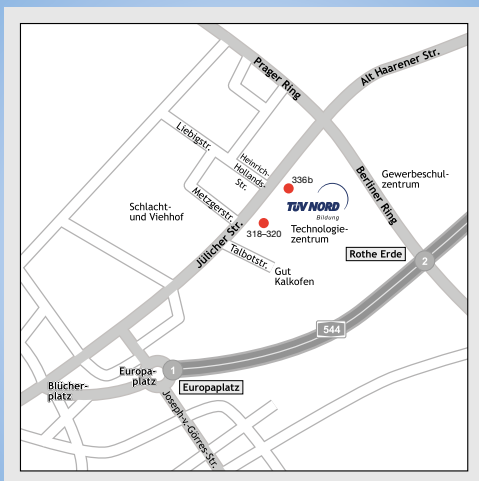 Prager Ring
Alt Haarener Str.
Liebigstr.
Heinrich-
Hollands-
Str.
336b
Berliner Ring
Gewerbeschul-
zentrum
Metzgerstr.
TÜV NORD
Bildung
Schlacht-
und Viehhof
318–320
Technologie-
zentrum
Jülicher Str.
Talbotstr.
Rothe Erde
2
Gut
Kalkofen
544
Europa-
platz
1
Europaplatz
Blücher-
platz
Joseph-v.-Görres-Str.